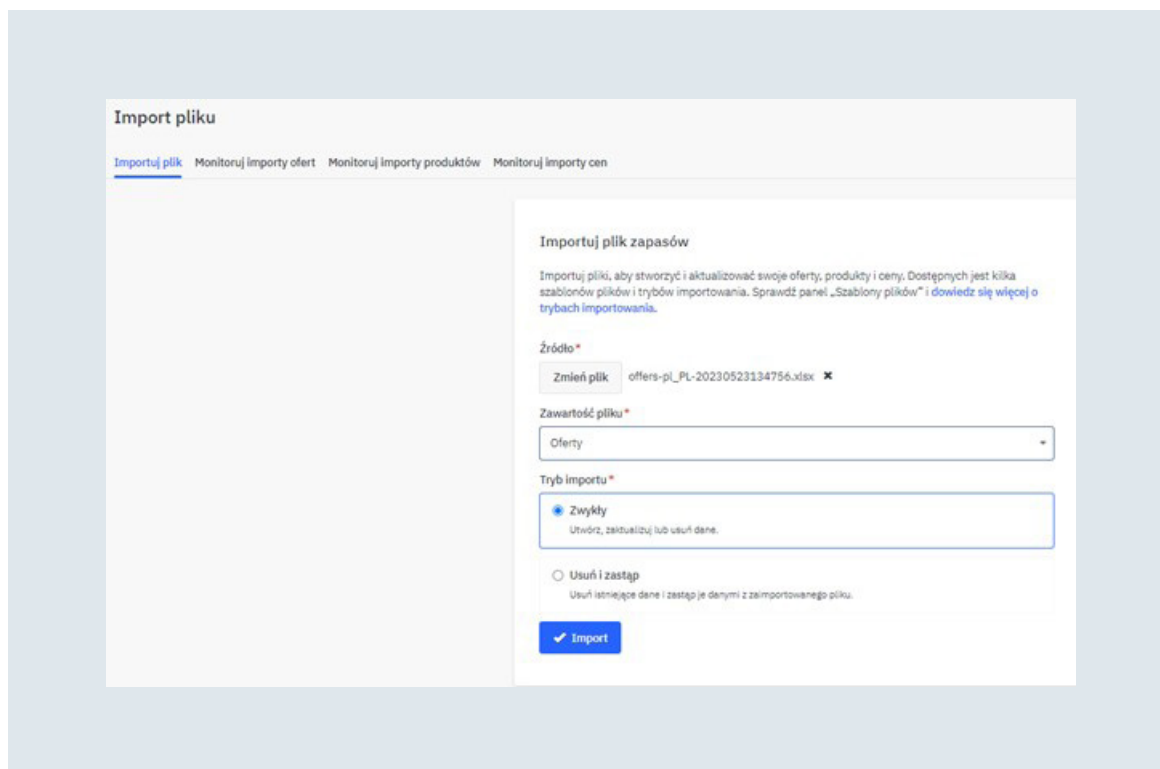 Import pliku
Importuj plik Monitoruj importy ofert Monitoruj importy produktów Monitoruj importy cen
Importuj plik zapasów
Importuj pliki, aby stworzyć i aktualizować swoje oferty, produkty i ceny. Dostępnych jest kilka
szablonów plików i trybów importowania. Sprawdź panel „Szablony plików” i dowiedz się więcej o
trybach importowania.
Źródło*
Zmień plik offers-pl_PL-20230523134756.xlsx ✖
Zawartość pliku*
Oferty
Tryb importu*
Zwykły
Utwórz, zaktualizuj lub usuń dane.
Usuń i zastąp
Usuń istniejące dane i zastąp je danymi z zaimportowanego pliku.
✔ Import